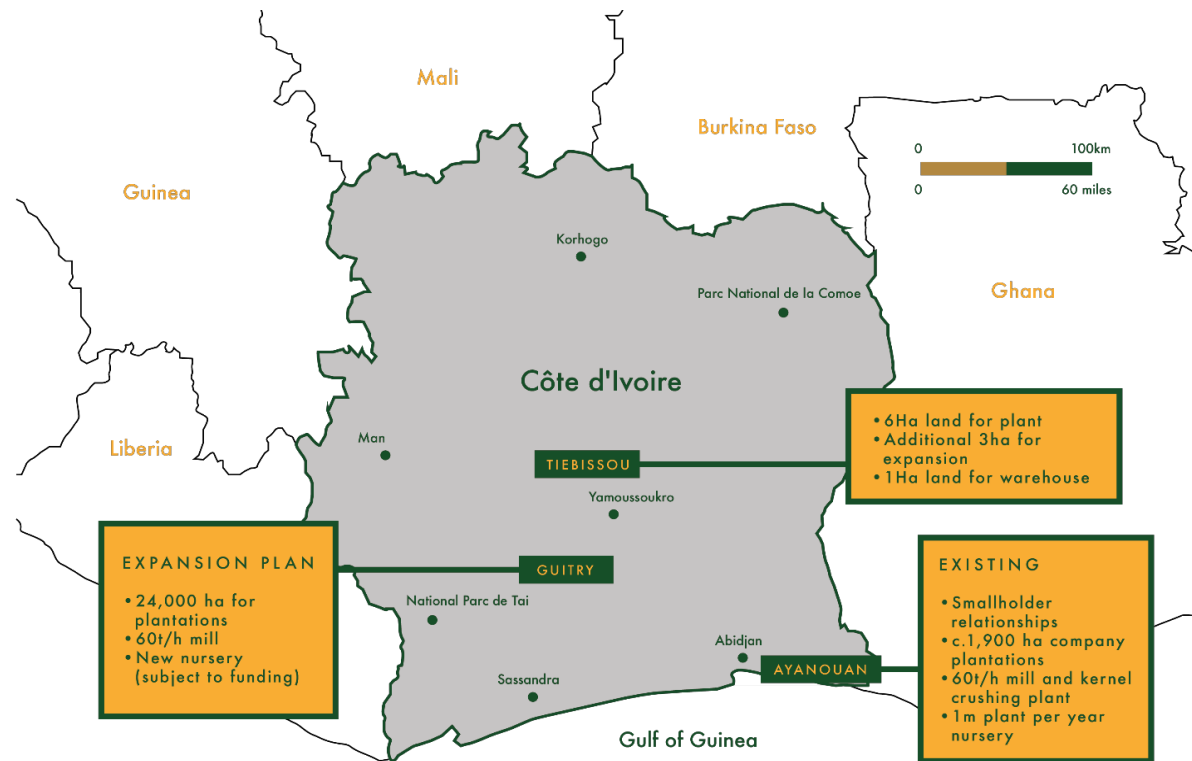 Mali
Burkina Faso
0 100km
0 60 miles
Guinea
Korhogo
Parc National de la Comoe
Ghana
Côte d'Ivoire
• 6Ha land for plant
• Additional 3ha for
expansion
• 1Ha land for warehouse
Liberia
Man
TIEBISSOU
Yamoussoukro
EXPANSION PLAN
• 24,000 ha for
plantations
• 60t/h mill
• New nursery
(subject to funding)
GUITRY
EXISTING
• Smallholder
relationships
• c.1,900 ha company
plantations
• 60t/h mill and kernel
crushing plant
• 1m plant per year
nursery
National Parc de Tai
Abidjan
AYANOUAN
Sassandra
Gulf of Guinea